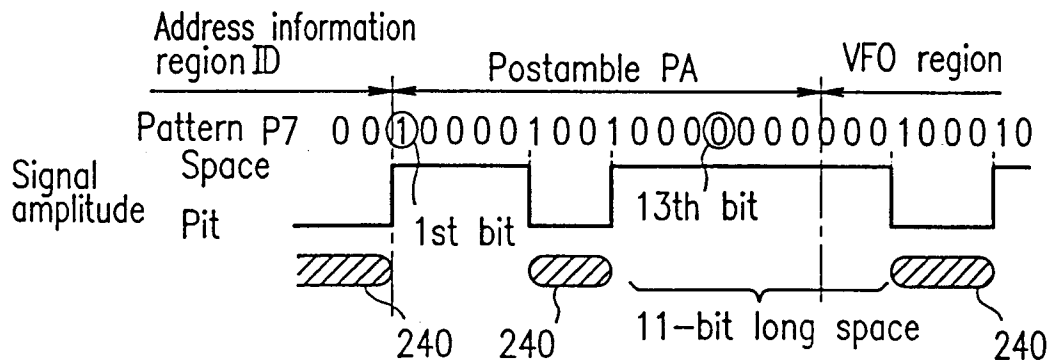 Address information
region ID
Postamble PA
VFO region
Pattern P7 0 0 1 0 0 0 0 1 0 0 1 0 0 0 0 0 0 0 0 0 0 1 0 0 0 1 0
Space
Signal
amplitude
Pit
1st bit
13th bit
240
240
11-bit long space
240